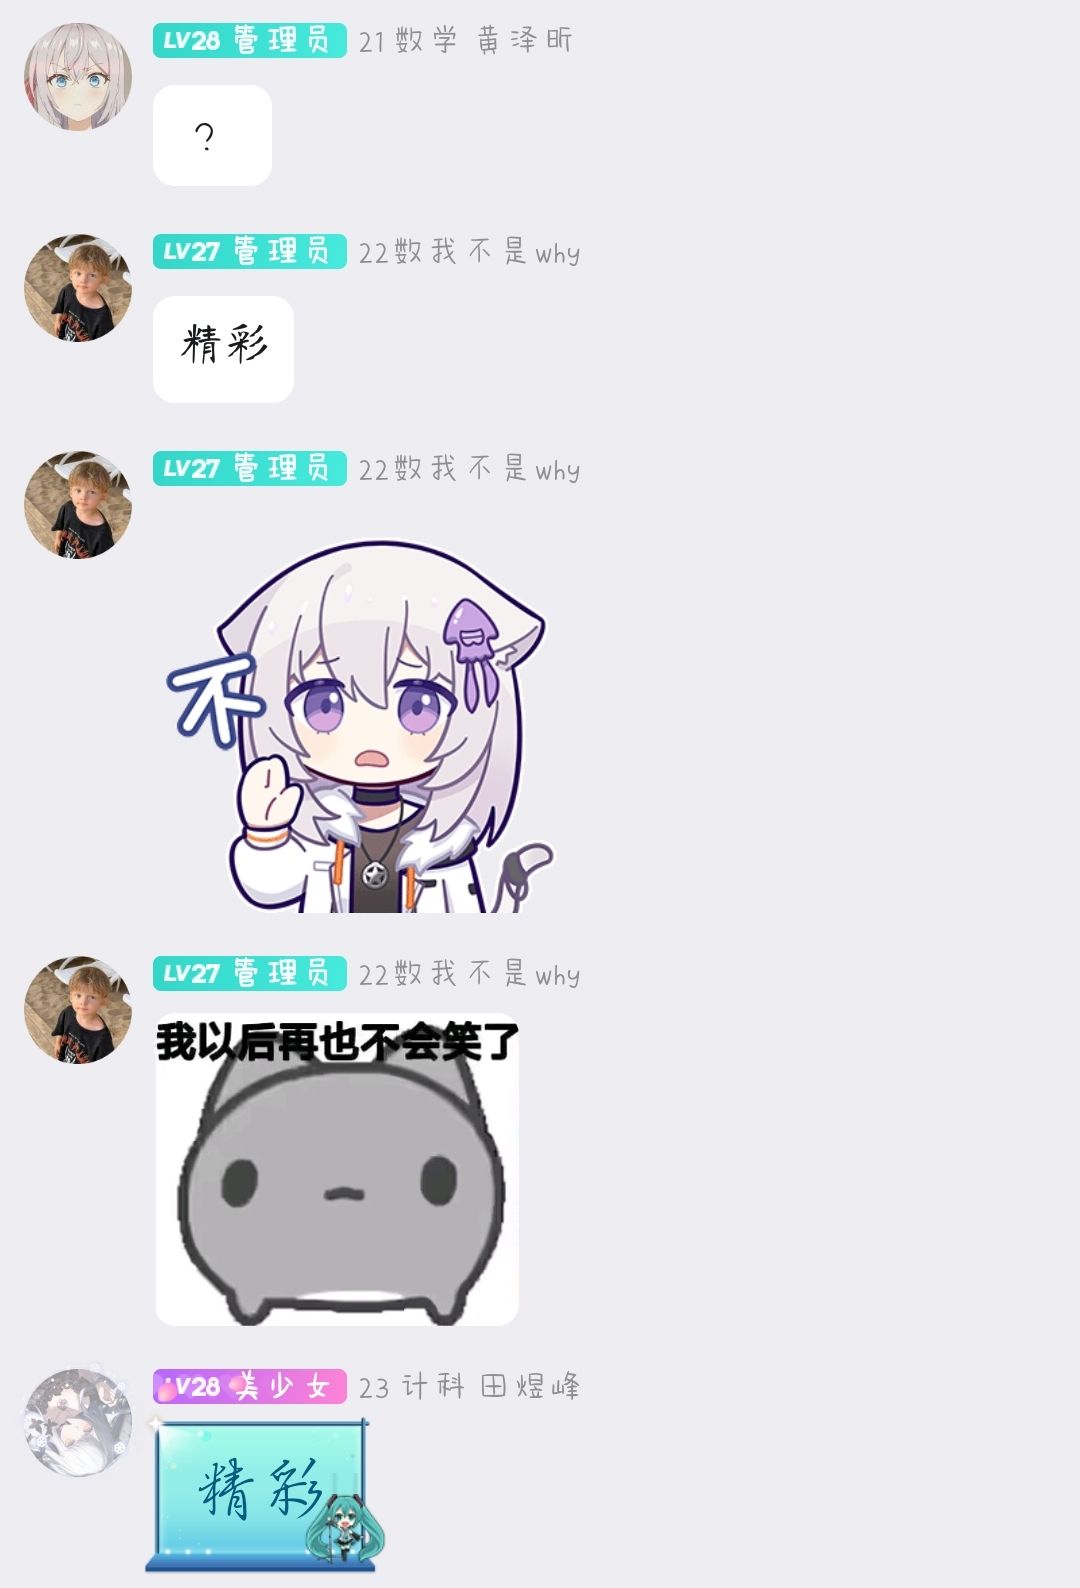 LV28 管理员 21数学 黄泽昕
?
LV27 管理员 22数我不是why
精彩
LV27 管理员 22数我不是why
不
LV27 管理员 22数我不是why
我以后再也不会笑了
LV28 美少女 23 计科 田煜峰
精彩